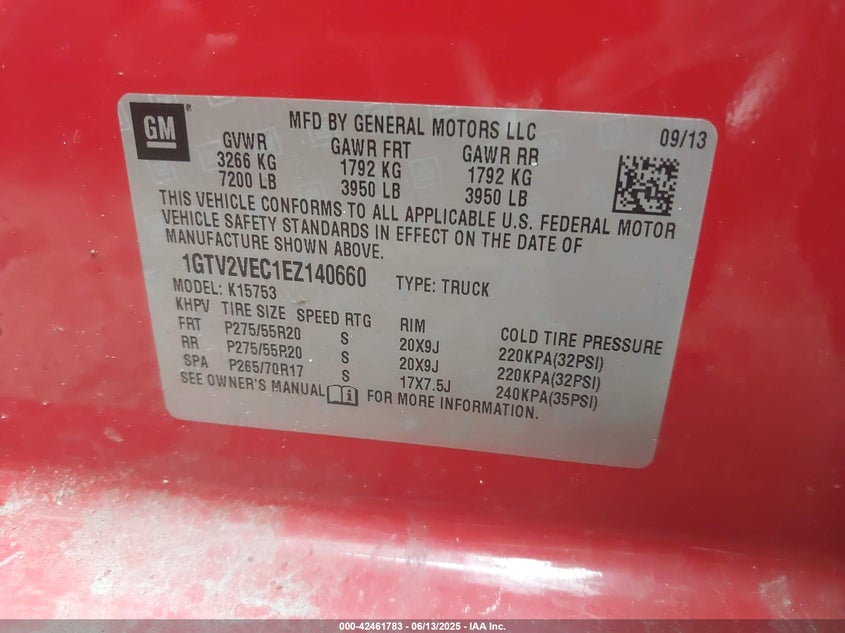 GM
®
MFD BY GENERAL MOTORS LLC 09/13
GVWR GAWR FRT GAWR RR
3266 KG 1792 KG 1792 KG
7200 LB 3950 LB 3950 LB
THIS VEHICLE CONFORMS TO ALL APPLICABLE U.S. FEDERAL MOTOR
VEHICLE SAFETY STANDARDS IN EFFECT ON THE DATE OF
MANUFACTURE SHOWN ABOVE.
1GTV2VEC1EZ140660 TYPE: TRUCK
MODEL: K15753
KHPV TIRE SIZE SPEED RTG RIM COLD TIRE PRESSURE
FRT P275/55R20 S 20X9J 220KPA(32PSI)
RR P275/55R20 S 20X9J 220KPA(32PSI)
SPA P265/70R17 S 17X7.5J 240KPA(35PSI)
SEE OWNER'S MANUAL i FOR MORE INFORMATION.
000-42461783 - 06/13/2025 - IAA Inc.